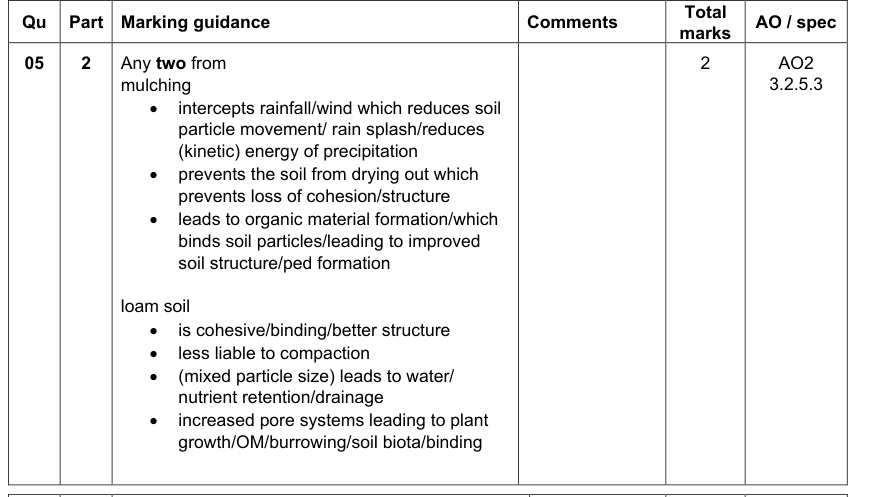 Qu Part Marking guidance Comments Total marks AO / spec
05 2 Any two from 2 AO2
mulching 3.2.5.3
• intercepts rainfall/wind which reduces soil
particle movement/ rain splash/reduces
(kinetic) energy of precipitation
• prevents the soil from drying out which
prevents loss of cohesion/structure
• leads to organic material formation/which
binds soil particles/leading to improved
soil structure/ped formation
loam soil
• is cohesive/binding/better structure
• less liable to compaction
• (mixed particle size) leads to water/
nutrient retention/drainage
• increased pore systems leading to plant
growth/OM/burrowing/soil biota/binding